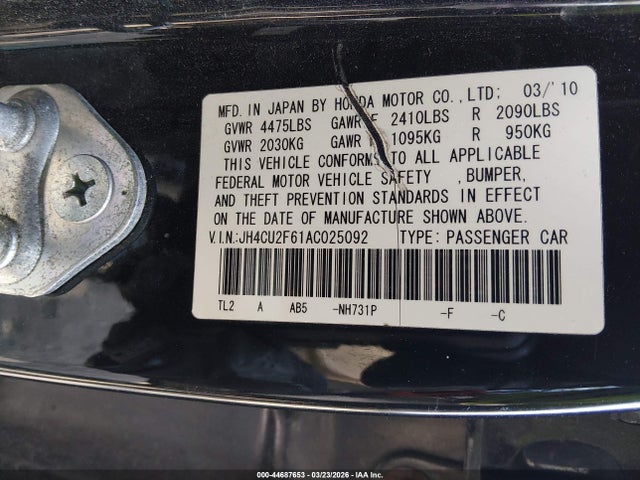 MFD. IN JAPAN BY HONDA MOTOR CO., LTD: 03/'10
GVWR 4475LBS GAWR F 2410LBS R 2090LBS
GVWR 2030KG GAWR F 1095KG R 950KG
THIS VEHICLE CONFORMS TO ALL APPLICABLE
FEDERAL MOTOR VEHICLE SAFETY , BUMPER,
AND THEFT PREVENTION STANDARDS IN EFFECT
ON THE DATE OF MANUFACTURE SHOWN ABOVE.
V.I.N.:JH4CU2F61AC025092 TYPE: PASSENGER CAR
TL2 A AB5 -NH731P -F -C
000-44687653 | 03/23/2026 | IAA Inc.